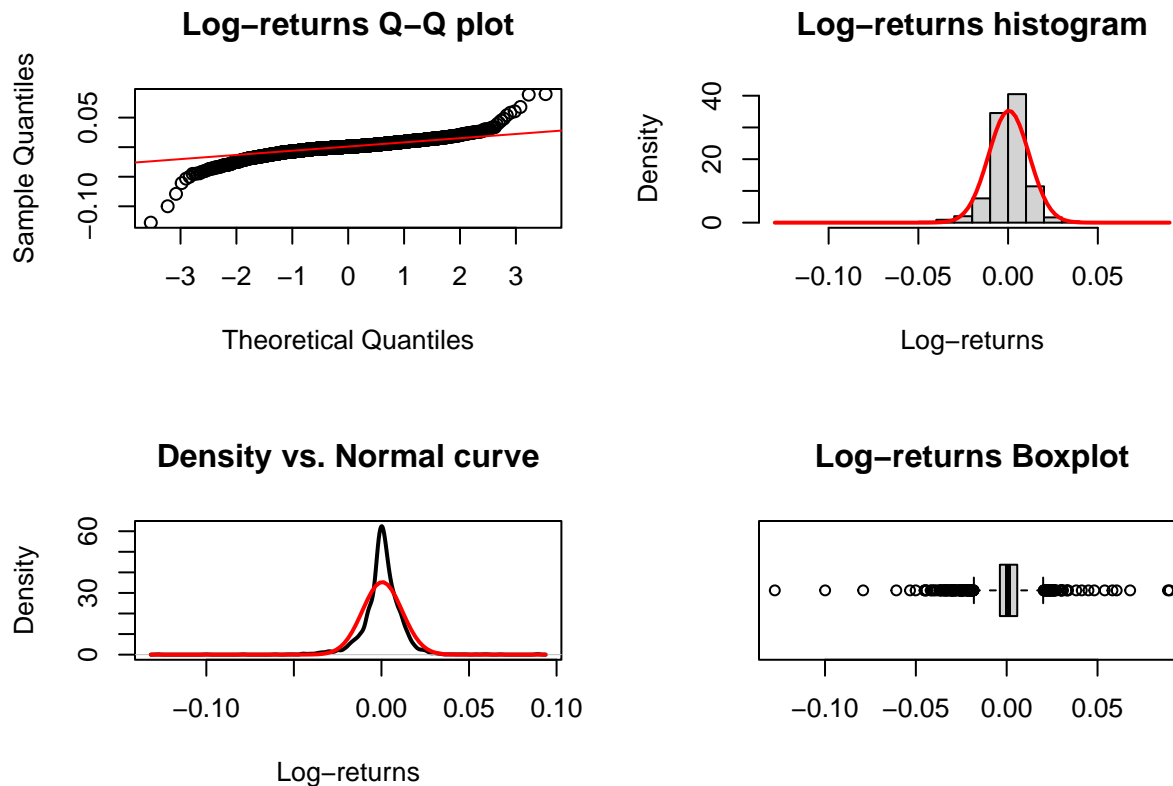 Log−returns Q−Q plot
Sample Quantiles
−0.10 0.05
−3 −2 −1 0 1 2 3
Theoretical Quantiles
Log−returns histogram
Density
0 20 40
−0.10 −0.05 0.00 0.05
Log−returns
Density vs. Normal curve
Density
0 30 60
−0.10 0.00 0.05 0.10
Log−returns
Log−returns Boxplot
−0.10 −0.05 0.00 0.05